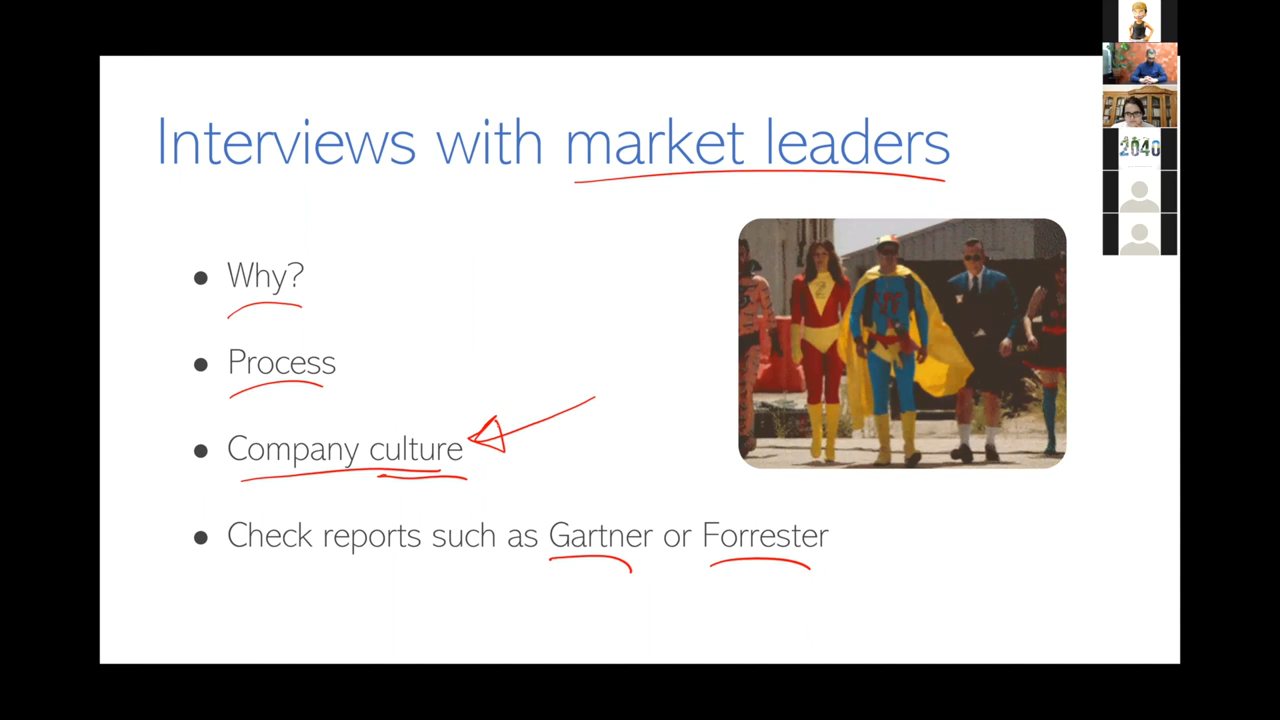 Interviews with market leaders
Why?
Process
Company culture
Check reports such as Gartner or Forrester
2040